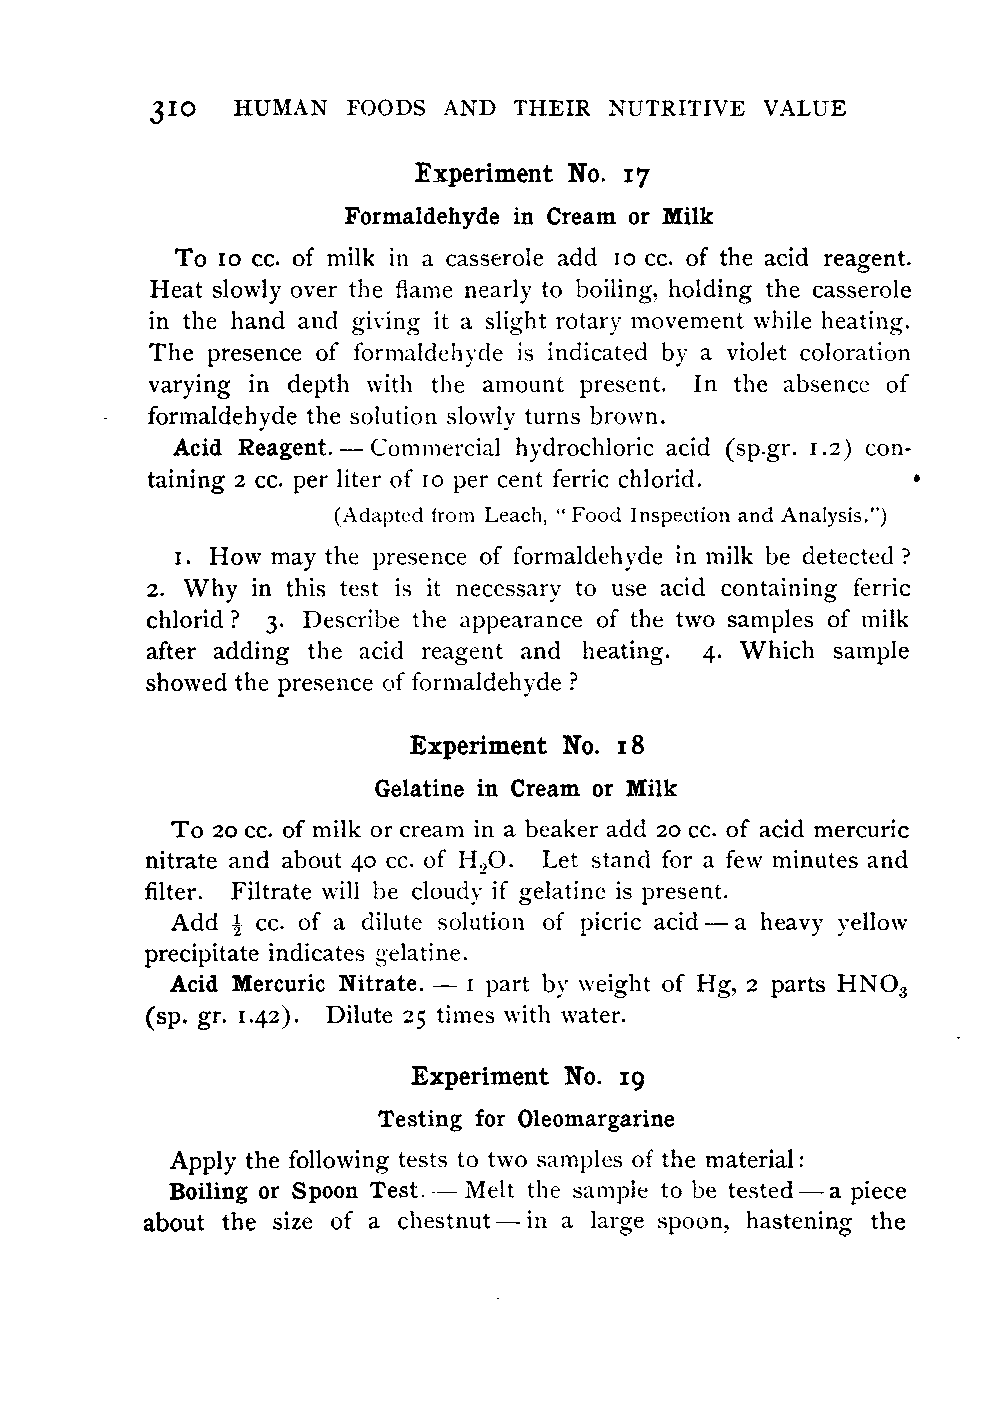 310 HUMAN FOODS AND THEIR NUTRITIVE VALUE
Experiment No. 17
Formaldehyde in Cream or Milk
To 10 cc. of milk in a casserole add 10 cc. of the acid reagent.
Heat slowly over the flame nearly to boiling, holding the casserole
in the hand and giving it a slight rotary movement while heating.
The presence of formaldehyde is indicated by a violet coloration
varying in depth with the amount present. In the absence of
formaldehyde the solution slowly turns brown.
Acid Reagent. — Commercial hydrochloric acid (sp.gr. 1.2) con-
taining 2 cc. per liter of 10 per cent ferric chlorid.
(Adapted from Leach, "Food Inspection and Analysis.")
1. How may the presence of formaldehyde in milk be detected?
2. Why in this test is it necessary to use acid containing ferric
chlorid? 3. Describe the appearance of the two samples of milk
after adding the acid reagent and heating. 4. Which sample
showed the presence of formaldehyde?
Experiment No. 18
Gelatine in Cream or Milk
To 20 cc. of milk or cream in a beaker add 20 cc. of acid mercuric
nitrate and about 40 cc. of H₂O. Let stand for a few minutes and
filter. Filtrate will be cloudy if gelatine is present.
Add ½ cc. of a dilute solution of picric acid — a heavy yellow
precipitate indicates gelatine.
Acid Mercuric Nitrate. — 1 part by weight of Hg, 2 parts HNO₃
(sp. gr. 1.42). Dilute 25 times with water.
Experiment No. 19
Testing for Oleomargarine
Apply the following tests to two samples of the material:
Boiling or Spoon Test. — Melt the sample to be tested — a piece
about the size of a chestnut — in a large spoon, hastening the